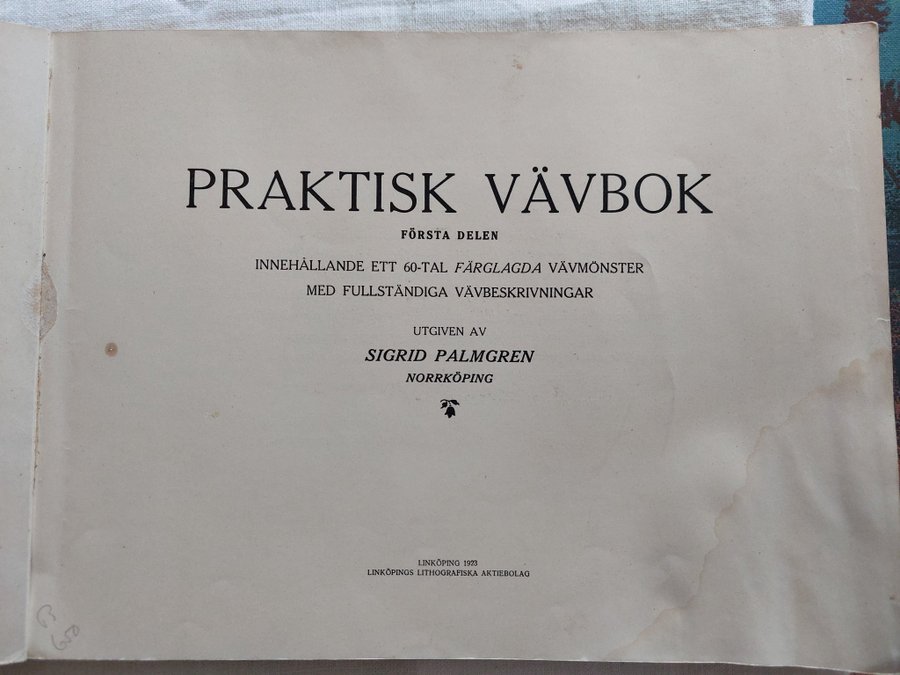 PRAKTISK VÄVBOK
FÖRSTA DELEN
INNEHÅLLANDE ETT 60-TAL FÄRGLAGDA VÄVMÖNSTER
MED FULLSTÄNDIGA VÄVBESKRIVNINGAR
UTGIVEN AV
SIGRID PALMGREN
NORRKÖPING
LINKÖPING 1923
LINKÖPINGS LITHOGRAFISKA AKTIEBOLAG